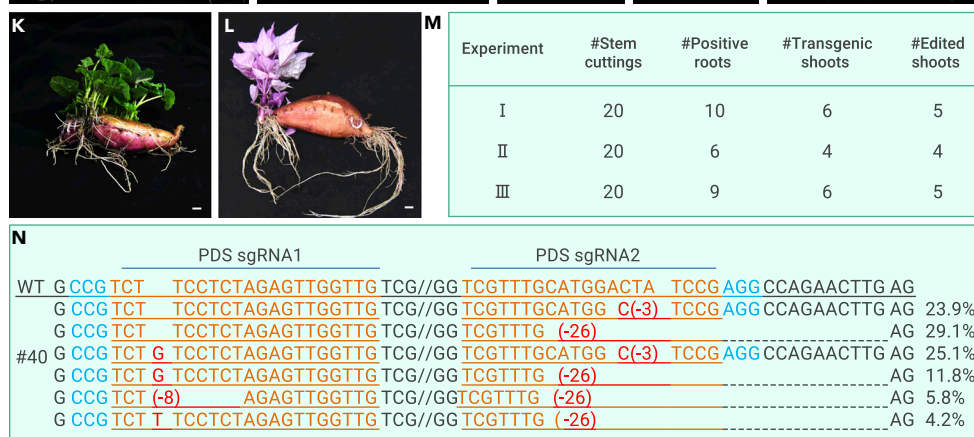 K
L
M
Experiment #Stem cuttings #Positive roots #Transgenic shoots #Edited shoots
I 20 10 6 5
II 20 6 4 4
III 20 9 6 5
N
PDS sgRNA1 PDS sgRNA2
WT G CCG TCT TCCTCTAGAGTTGGTTG TCG//GG TCGTTTGCATGGACTA TCCG AGG CCAGAACTTG AG
G CCG TCT TCCTCTAGAGTTGGTTG TCG//GG TCGTTTGCATGG C(-3) TCCG AGG CCAGAACTTG AG 23.9%
G CCG TCT TCCTCTAGAGTTGGTTG TCG//GG TCGTTTG (-26) AG 29.1%
#40 G CCG TCT G TCCTCTAGAGTTGGTTG TCG//GG TCGTTTGCATGG C(-3) TCCG AGG CCAGAACTTG AG 25.1%
G CCG TCT G TCCTCTAGAGTTGGTTG TCG//GG TCGTTTG (-26) AG 11.8%
G CCG TCT (-8) AGAGTTGGTTG TCG//GG TCGTTTG (-26) AG 5.8%
G CCG TCT T TCCTCTAGAGTTGGTTG TCG//GG TCGTTTG (-26) AG 4.2%